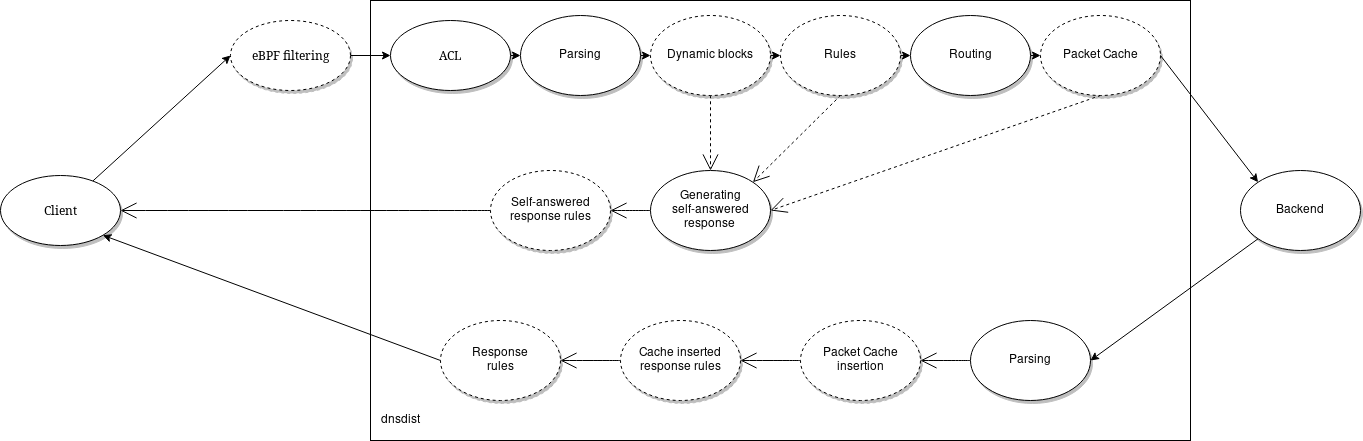 eBPF filtering
ACL
Parsing
Dynamic blocks
Rules
Routing
Packet Cache
Client
Self-answered
response rules
Generating
self-answered
response
Backend
Response
rules
Cache inserted
response rules
Packet Cache
insertion
Parsing
dnsdist